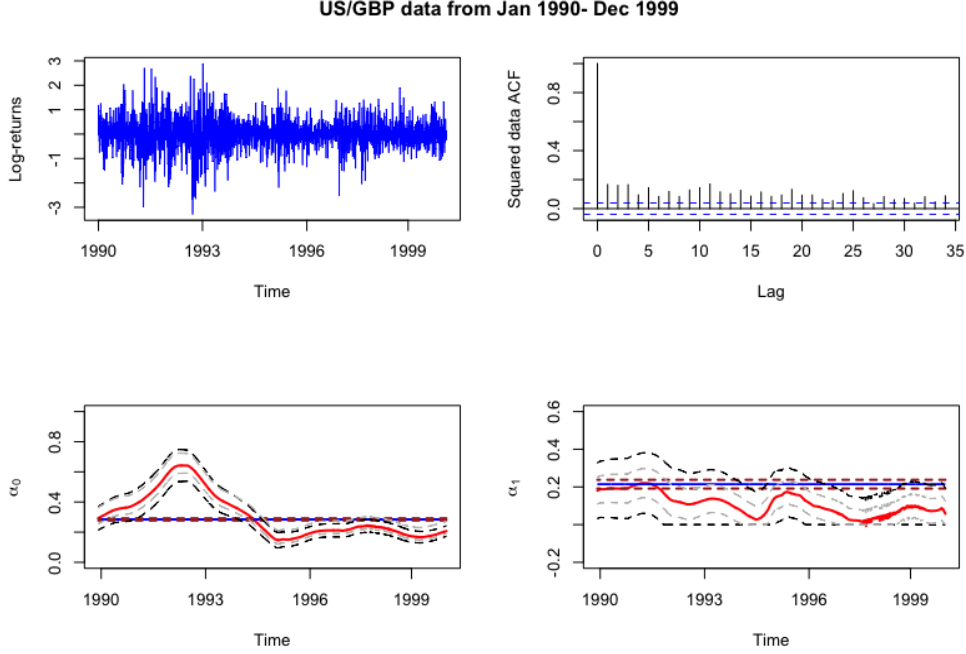 US/GBP data from Jan 1990- Dec 1999
Log-returns
3
2
1
-1
-3
1990 1993 1996 1999
Time
Squared data ACF
0.8
0.4
0.0
0 5 10 15 20 25 30 35
Lag
α0
0.8
0.4
0.0
1990 1993 1996 1999
Time
α1
0.6
0.4
0.2
-0.2
1990 1993 1996 1999
Time